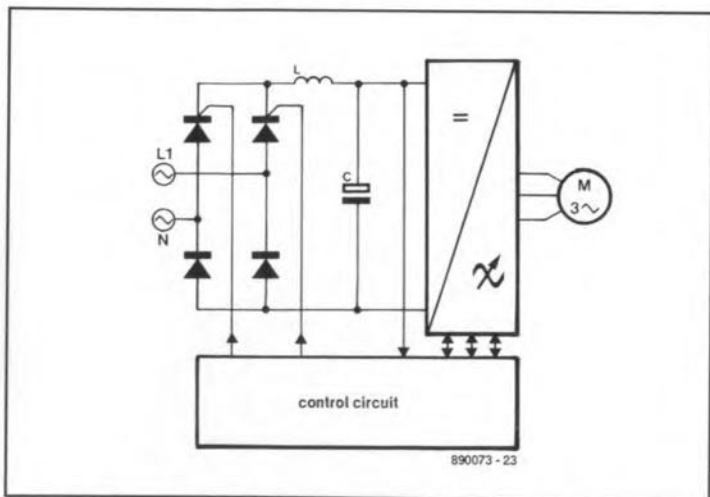 L
L1
N
C
=
M
3~
control circuit
890073 - 23